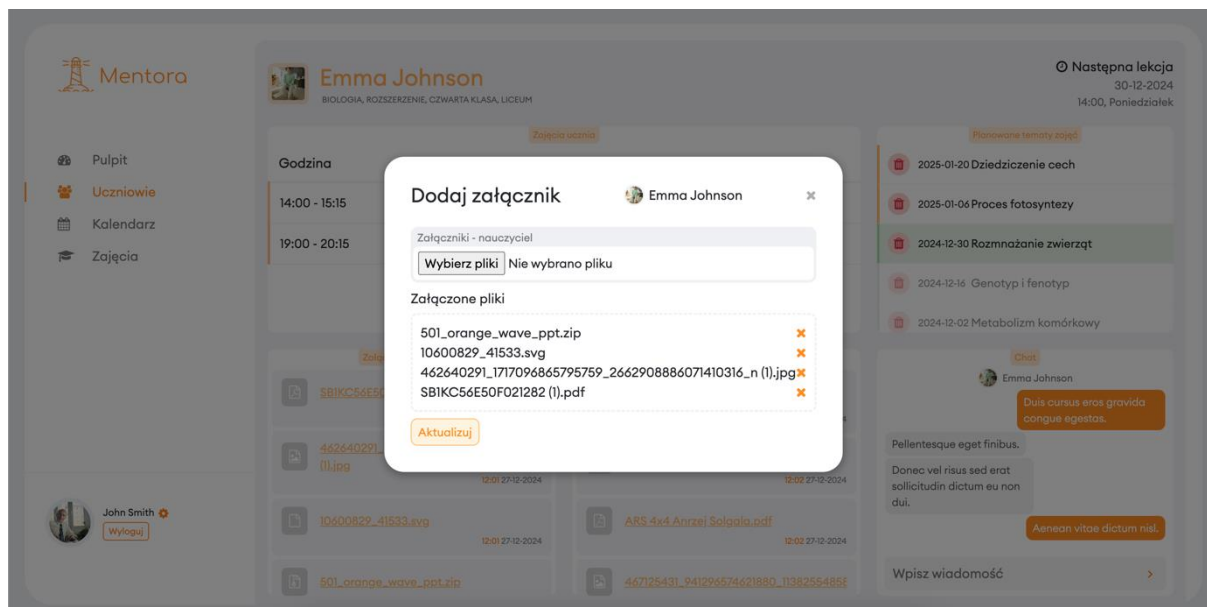 Mentora
Emma Johnson
BIOLOGIA, ROZSZERZENIE, CZWARTA KLASA, LICEUM
Następna lekcja
30-12-2024
14:00, Poniedziałek
Pulpit
Uczniowie
Kalendarz
Zajęcia
John Smith
Wyloguj
Zajęcia ucznia
Godzina
14:00 - 15:15
19:00 - 20:15
Planowane tematy zajęć
2025-01-20 Dziedziczenie cech
2025-01-06 Proces fotosyntezy
2024-12-30 Rozmnażanie zwierząt
2024-12-16 Genotyp i fenotyp
2024-12-02 Metabolizm komórkowy
Dodaj załącznik
Emma Johnson
Załączniki - nauczyciel
Wybierz pliki Nie wybrano pliku
Załączone pliki
501_orange_wave_ppt.zip
10600829_41533.svg
462640291_1717096865795759_2662908886071410316_n (1).jpg
SB1KC56E50F021282 (1).pdf
Aktualizuj
SB1KC56E50
462640291_
(1).jpg
12:01 27-12-2024
12:02 27-12-2024
10600829_41533.svg
12:01 27-12-2024
ARS 4x4 Anrzej Solgala.pdf
12:02 27-12-2024
501_orange_wave_ppt.zip
Chat
Emma Johnson
Duis cursus eros gravida
congue egestas.
Pellentesque eget finibus.
Donec vel risus sed erat
sollicitudin dictum eu non
dui.
Aenean vitae dictum nisl.
Wpisz wiadomość